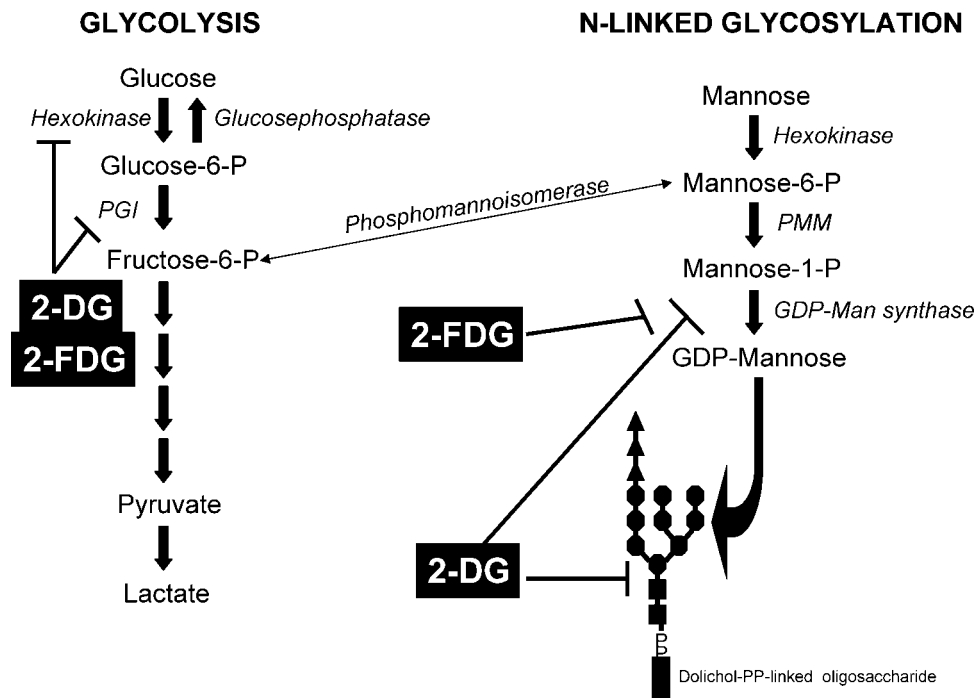 GLYCOLYSIS
N-LINKED GLYCOSYLATION
Glucose
Hexokinase
Glucosephosphatase
Glucose-6-P
PGI
Fructose-6-P
2-DG
2-FDG
Pyruvate
Lactate
Phosphomannoisomerase
Mannose
Hexokinase
Mannose-6-P
PMM
Mannose-1-P
GDP-Man synthase
GDP-Mannose
2-FDG
2-DG
P
P
Dolichol-PP-linked oligosaccharide